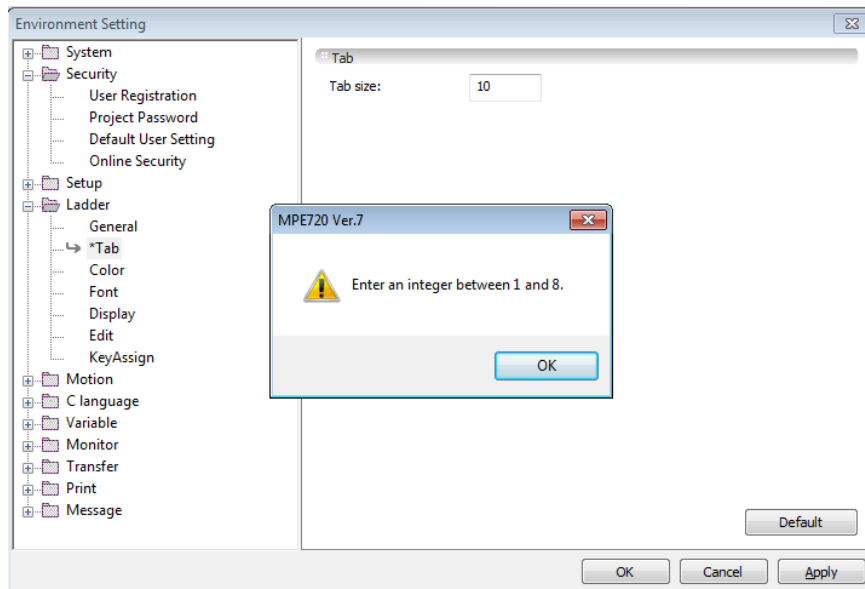 Environment Setting
System
Security
User Registration
Project Password
Default User Setting
Online Security
Setup
Ladder
General
*Tab
Color
Font
Display
Edit
KeyAssign
Motion
C language
Variable
Monitor
Transfer
Print
Message
Tab
Tab size: 10
MPE720 Ver.7
Enter an integer between 1 and 8.
OK
Default
OK Cancel Apply